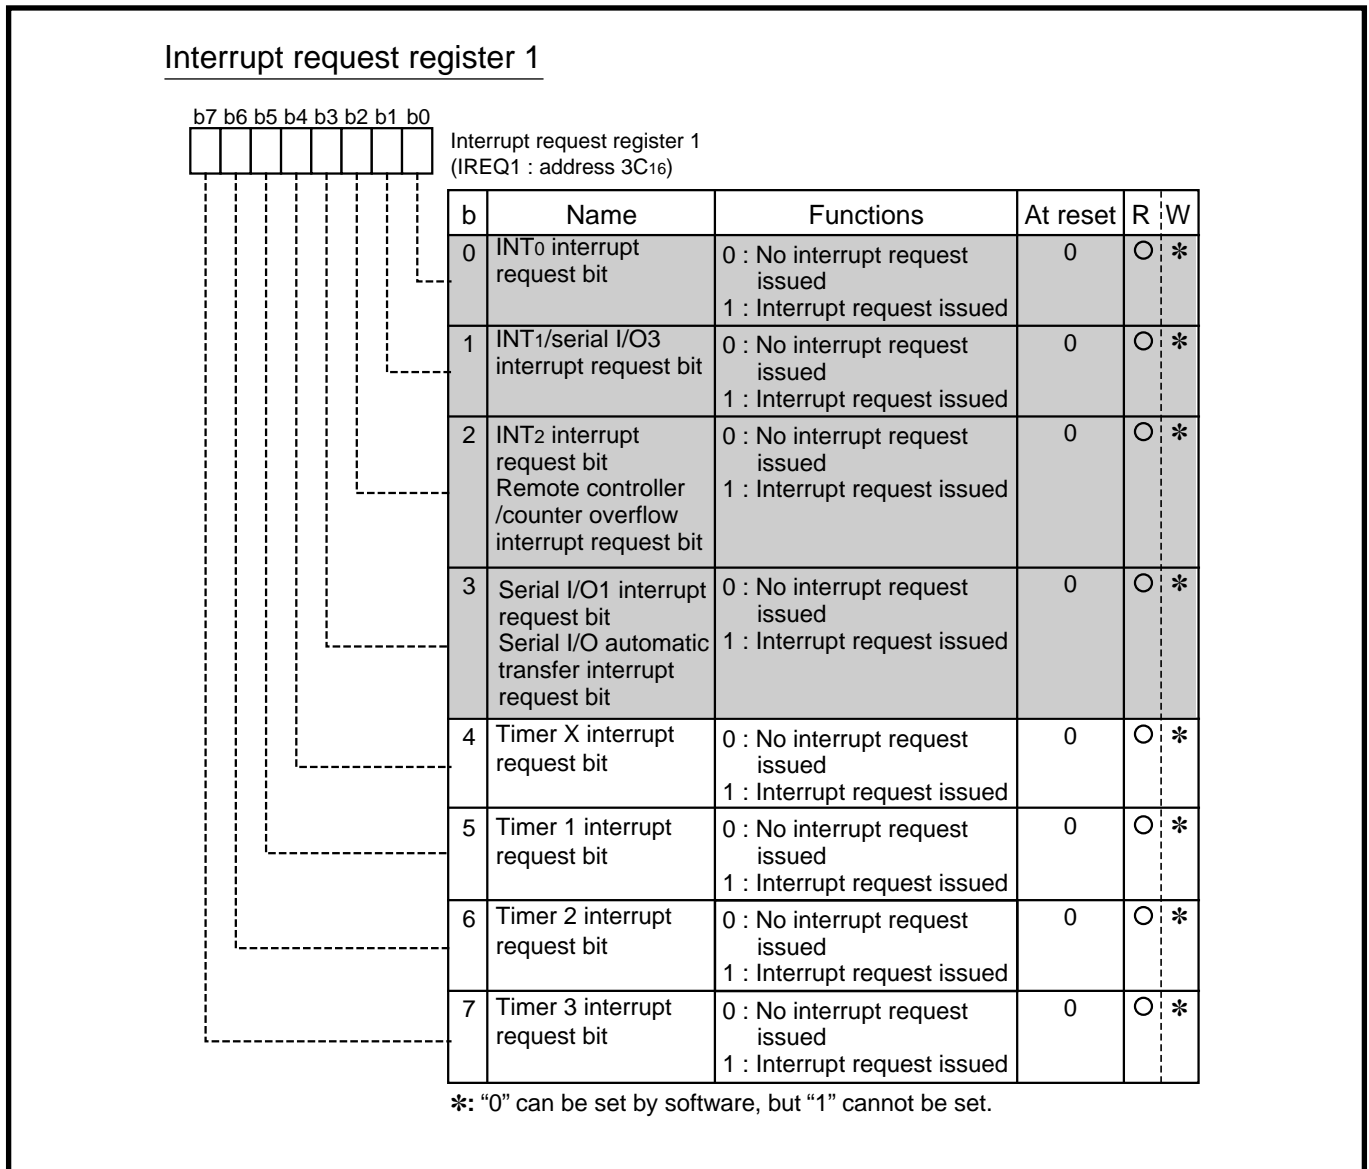 Interrupt request register 1
b7 b6 b5 b4 b3 b2 b1 b0
Interrupt request register 1
(IREQ1 : address 3C16)
b Name Functions At reset R W
0 INT0 interrupt request bit 0 : No interrupt request issued 1 : Interrupt request issued 0 ○ ✻
1 INT1/serial I/O3 interrupt request bit 0 : No interrupt request issued 1 : Interrupt request issued 0 ○ ✻
2 INT2 interrupt request bit Remote controller /counter overflow interrupt request bit 0 : No interrupt request issued 1 : Interrupt request issued 0 ○ ✻
3 Serial I/O1 interrupt request bit Serial I/O automatic transfer interrupt request bit 0 : No interrupt request issued 1 : Interrupt request issued 0 ○ ✻
4 Timer X interrupt request bit 0 : No interrupt request issued 1 : Interrupt request issued 0 ○ ✻
5 Timer 1 interrupt request bit 0 : No interrupt request issued 1 : Interrupt request issued 0 ○ ✻
6 Timer 2 interrupt request bit 0 : No interrupt request issued 1 : Interrupt request issued 0 ○ ✻
7 Timer 3 interrupt request bit 0 : No interrupt request issued 1 : Interrupt request issued 0 ○ ✻
✻: “0” can be set by software, but “1” cannot be set.